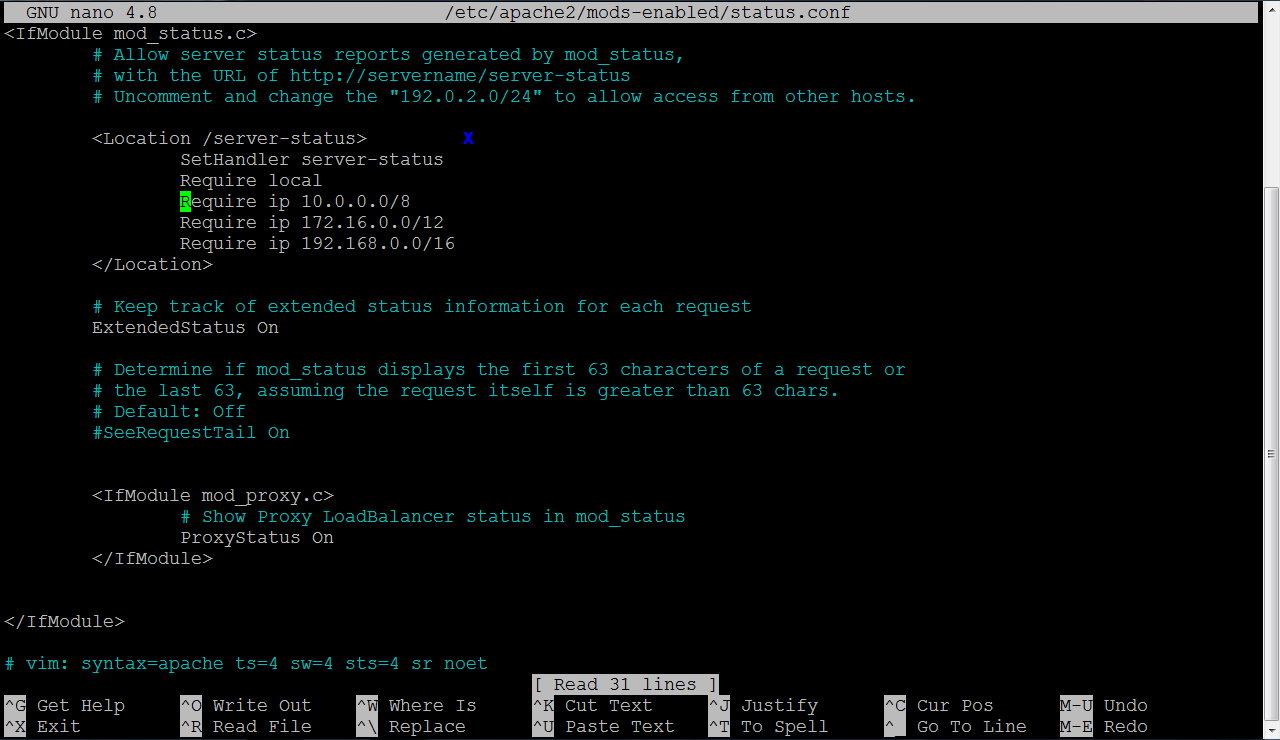 GNU nano 4.8 /etc/apache2/mods-enabled/status.conf
<IfModule mod_status.c>
# Allow server status reports generated by mod_status,
# with the URL of http://servername/server-status
# Uncomment and change the "192.0.2.0/24" to allow access from other hosts.
<Location /server-status> X
SetHandler server-status
Require local
Require ip 10.0.0.0/8
Require ip 172.16.0.0/12
Require ip 192.168.0.0/16
</Location>
# Keep track of extended status information for each request
ExtendedStatus On
# Determine if mod_status displays the first 63 characters of a request or
# the last 63, assuming the request itself is greater than 63 chars.
# Default: Off
#SeeRequestTail On
<IfModule mod_proxy.c>
# Show Proxy LoadBalancer status in mod_status
ProxyStatus On
</IfModule>
</IfModule>
# vim: syntax=apache ts=4 sw=4 sts=4 sr noet
[ Read 31 lines ]
^G Get Help ^O Write Out ^W Where Is ^K Cut Text ^J Justify ^C Cur Pos M-U Undo
^X Exit ^R Read File ^\ Replace ^U Paste Text ^T To Spell ^_ Go To Line M-E Redo